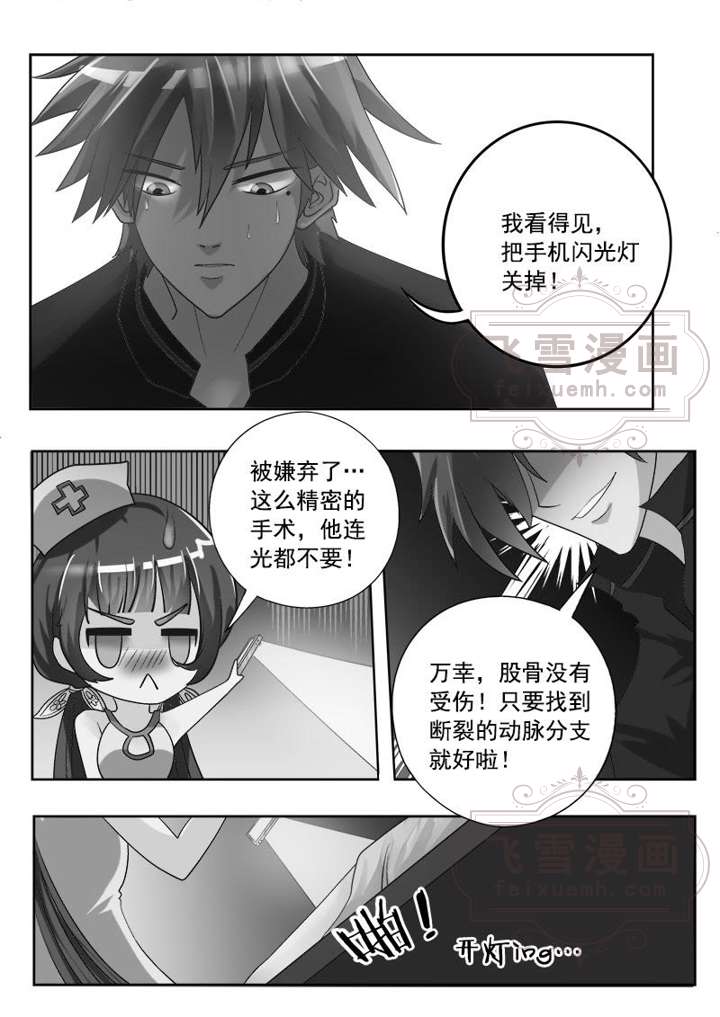 我看得见，
把手机闪光灯
关掉！
飞雪漫画
feixuemh.com
被嫌弃了…
这么精密的
手术，他连
光都不要！
万幸，股骨没有
受伤！只要找到
断裂的动脉分支
就好啦！
飞雪漫画
feixuemh.com
啪！
开灯ing…